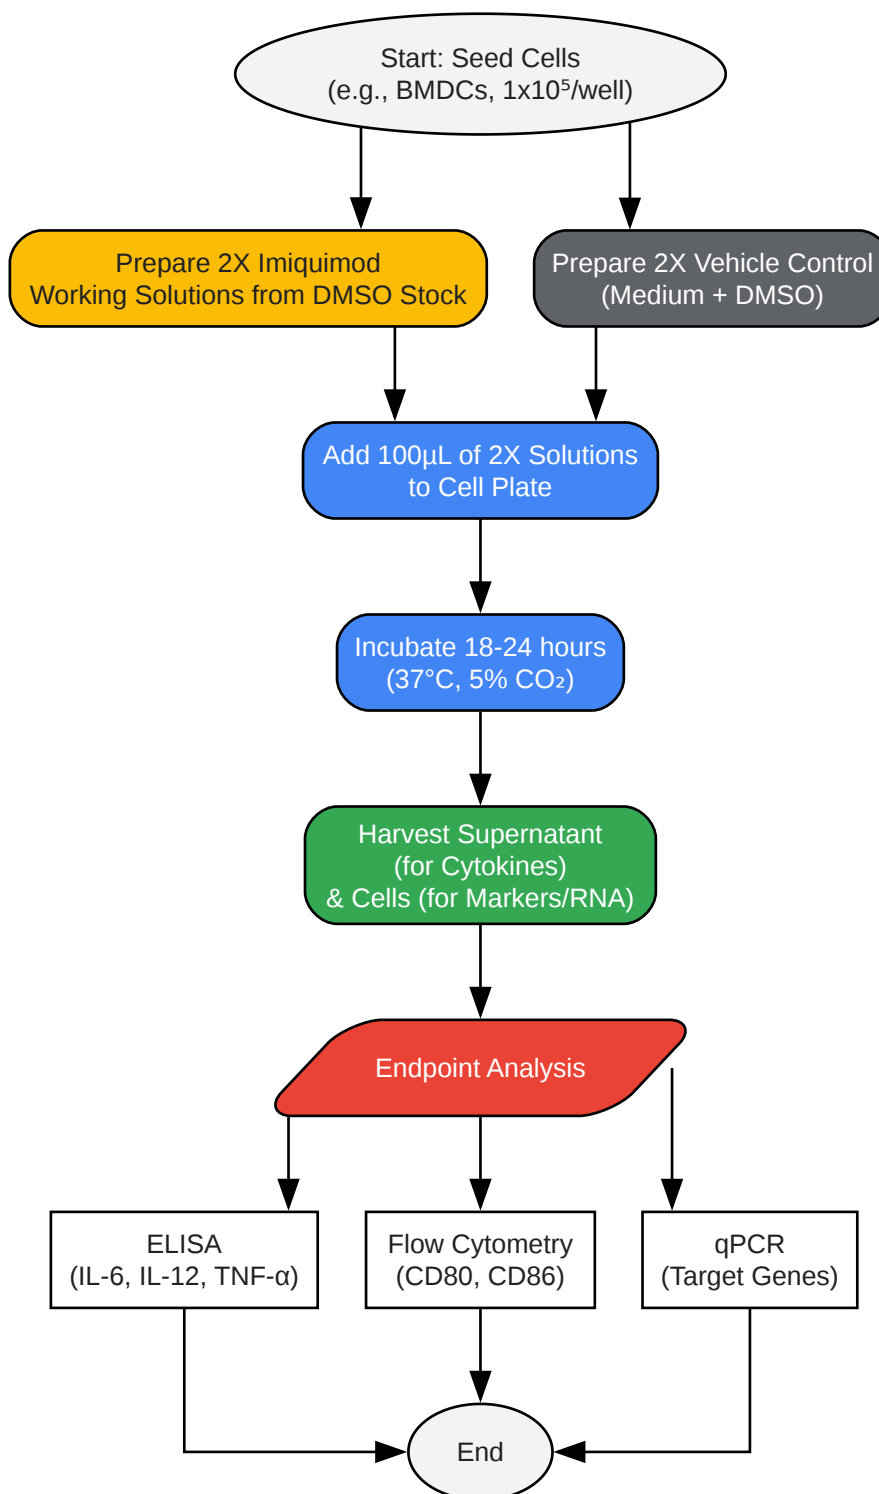 Start: Seed Cells
(e.g., BMDCs, 1x10⁵/well)
Prepare 2X Imiquimod
Working Solutions from DMSO Stock
Prepare 2X Vehicle Control
(Medium + DMSO)
Add 100µL of 2X Solutions
to Cell Plate
Incubate 18-24 hours
(37°C, 5% CO₂)
Harvest Supernatant
(for Cytokines)
& Cells (for Markers/RNA)
Endpoint Analysis
ELISA
(IL-6, IL-12, TNF-α)
Flow Cytometry
(CD80, CD86)
qPCR
(Target Genes)
End